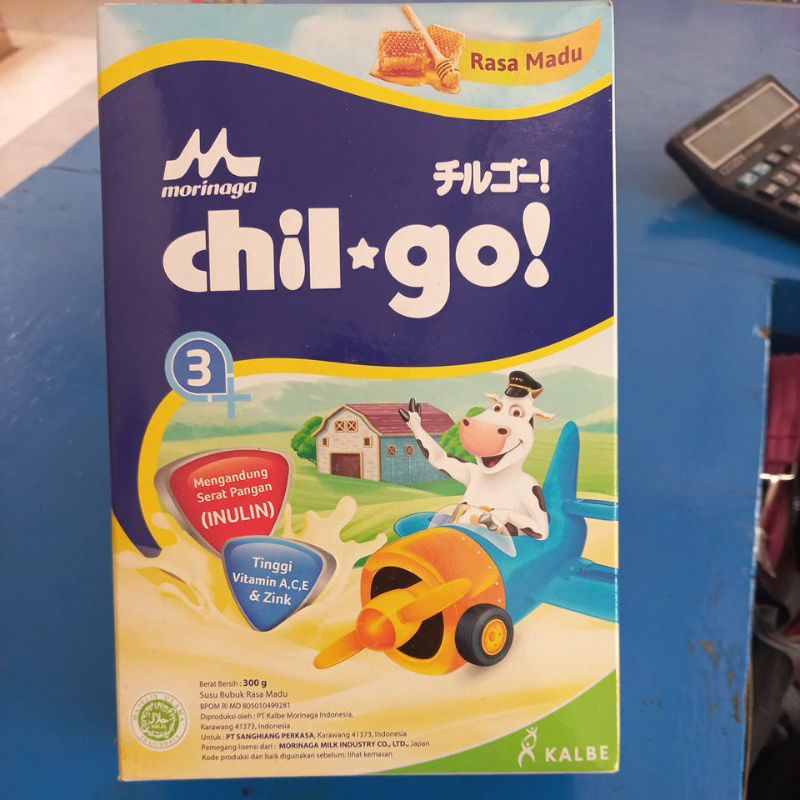 Rasa Madu
morinaga
チルゴー!
chil★go!
3+
Mengandung
Serat Pangan
(INULIN)
Tinggi
Vitamin A,C,E
& Zink
Berat Bersih : 300 g
Susu Bubuk Rasa Madu
BPOM RI MD 805010499281
Diproduksi oleh : PT Kalbe Morinaga Indonesia,
Karawang 41373, Indonesia
Untuk : PT SANGHIANG PERKASA, Karawang 41373, Indonesia
Pemegang lisensi dari : MORINAGA MILK INDUSTRY CO., LTD., Japan
Kode produksi dan baik digunakan sebelum: lihat kemasan
KALBE